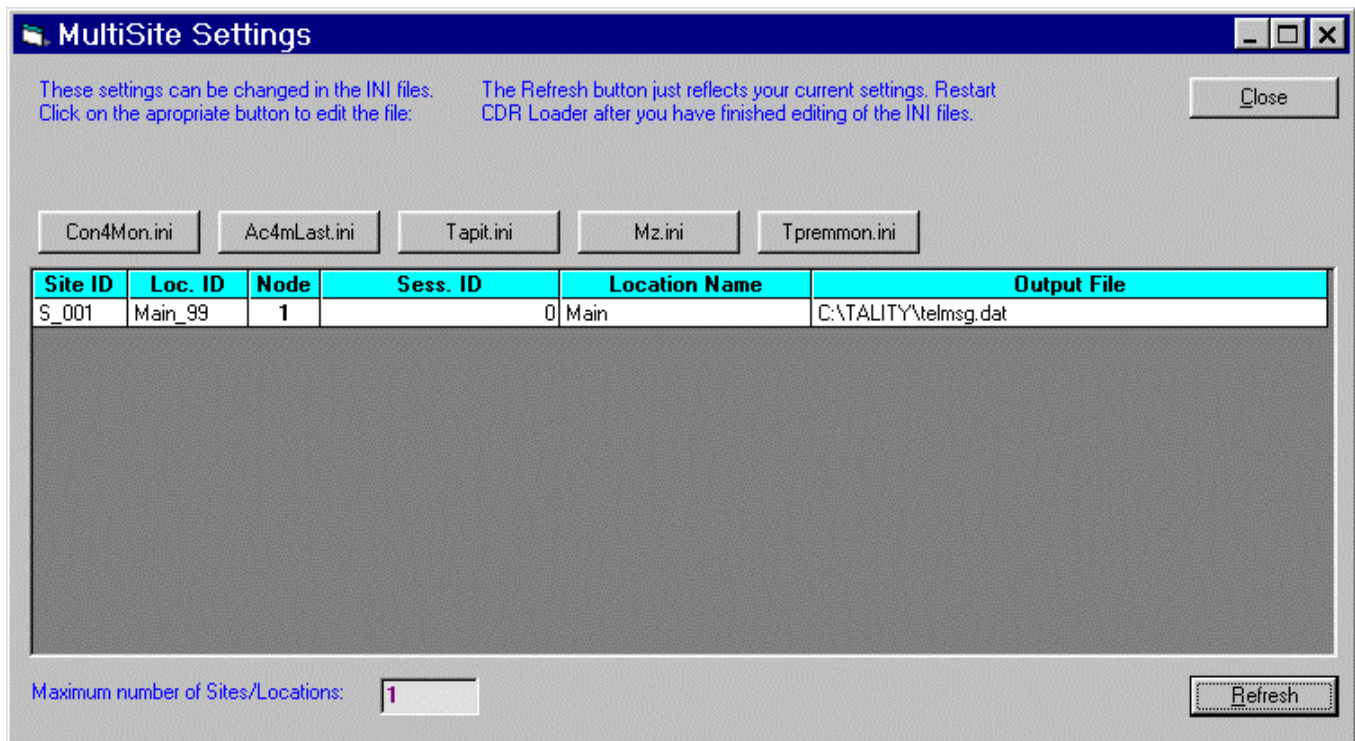 MultiSite Settings
These settings can be changed in the INI files.
Click on the apropriate button to edit the file:
The Refresh button just reflects your current settings. Restart
CDR Loader after you have finished editing of the INI files.
Close
Con4Mon.ini Ac4mLast.ini Tapit.ini Mz.ini Tpremmon.ini
Site ID Loc. ID Node Sess. ID Location Name Output File
S_001 Main_99 1 0 Main C:\TALITY\telmsg.dat
Maximum number of Sites/Locations: 1
Refresh